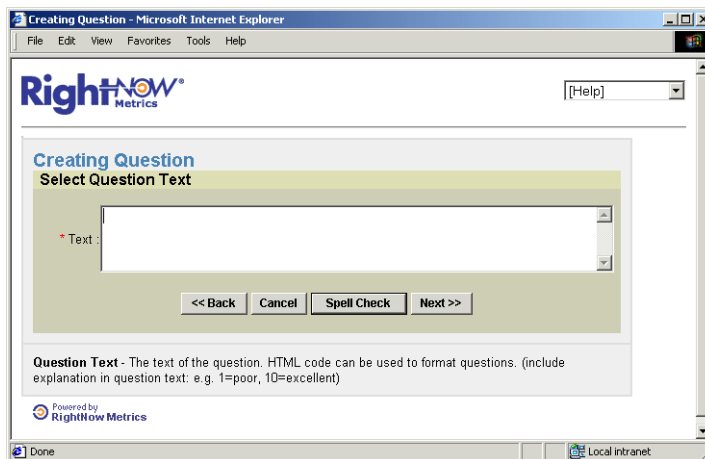 Creating Question - Microsoft Internet Explorer
File Edit View Favorites Tools Help
RightNOW®
Metrics
[Help]
Creating Question
Select Question Text
* Text :
<< Back Cancel Spell Check Next >>
Question Text - The text of the question. HTML code can be used to format questions. (include
explanation in question text: e.g. 1=poor, 10=excellent)
Powered by
RightNow Metrics
Done Local intranet